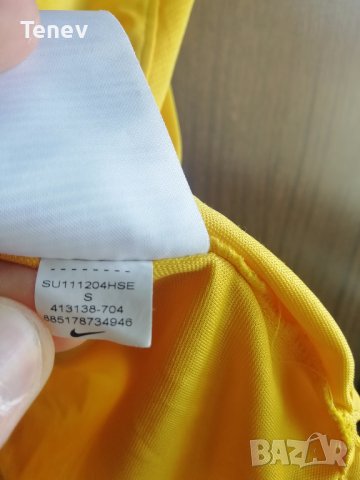 Tenev
--------
SU111204HSE
S
413138-704
885178734946
BAZAR